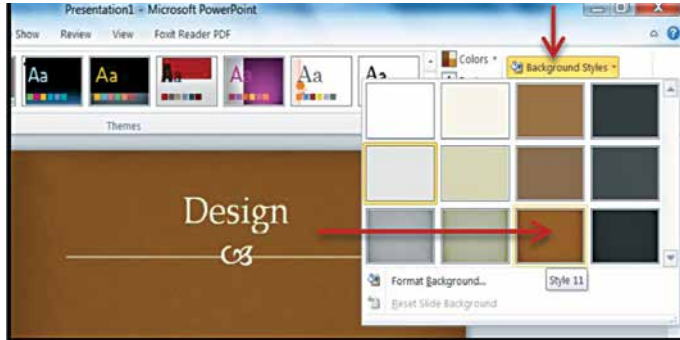 Presentation1 - Microsoft PowerPoint
Show Review View Foxit Reader PDF
Aa Aa Aa A Aa Aa
Colors
Background Styles
Themes
Design
Format Background...
Style 11
Reset Slide Background